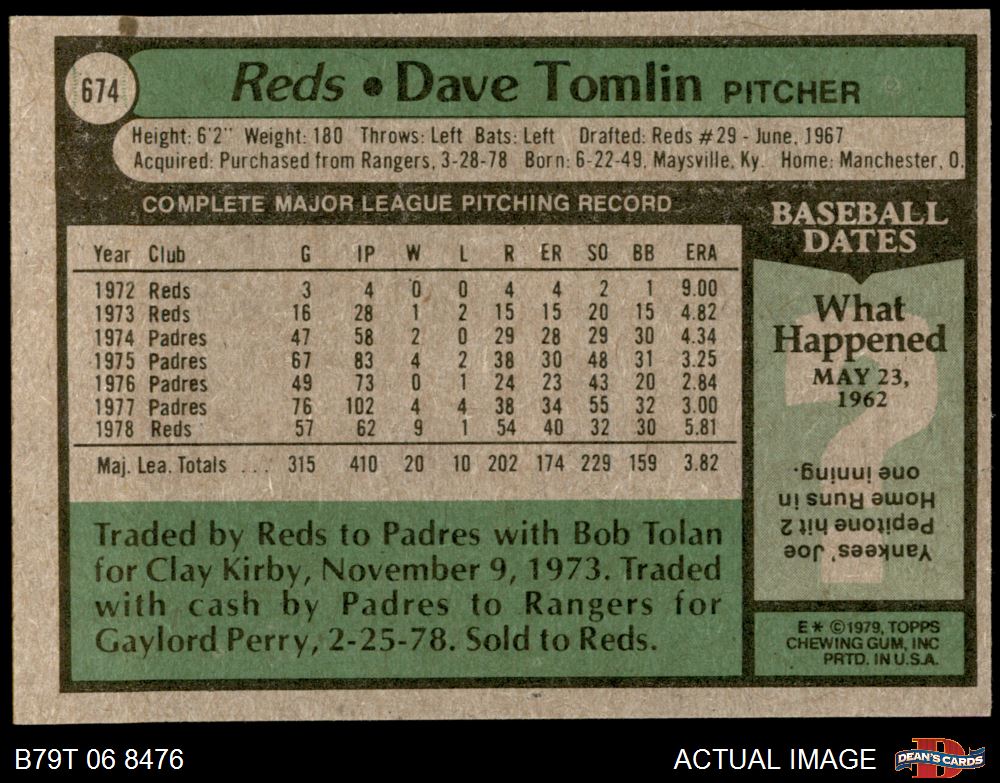 674
Reds • Dave Tomlin PITCHER
Height: 6'2" Weight: 180 Throws: Left Bats: Left Drafted: Reds #29 - June, 1967
Acquired: Purchased from Rangers, 3-28-78 Born: 6-22-49, Maysville, Ky. Home: Manchester, O.
COMPLETE MAJOR LEAGUE PITCHING RECORD
Year Club G IP W L R ER SO BB ERA
1972 Reds 3 4 0 0 4 4 2 1 9.00
1973 Reds 16 28 1 2 15 15 20 15 4.82
1974 Padres 47 58 2 0 29 28 29 30 4.34
1975 Padres 67 83 4 2 38 30 48 31 3.25
1976 Padres 49 73 0 1 24 23 43 20 2.84
1977 Padres 76 102 4 4 38 34 55 32 3.00
1978 Reds 57 62 9 1 54 40 32 30 5.81
Maj. Lea. Totals ... 315 410 20 10 202 174 229 159 3.82
Traded by Reds to Padres with Bob Tolan
for Clay Kirby, November 9, 1973. Traded
with cash by Padres to Rangers for
Gaylord Perry, 2-25-78. Sold to Reds.
BASEBALL
DATES
What
Happened
MAY 23,
1962
?
Yankees' Joe
Pepitone hit 2
Home Runs in
one inning.
E * ©1979, TOPPS
CHEWING GUM, INC
PRTD. IN U.S.A.
B79T 06 8476
ACTUAL IMAGE
D
DEAN'S CARDS